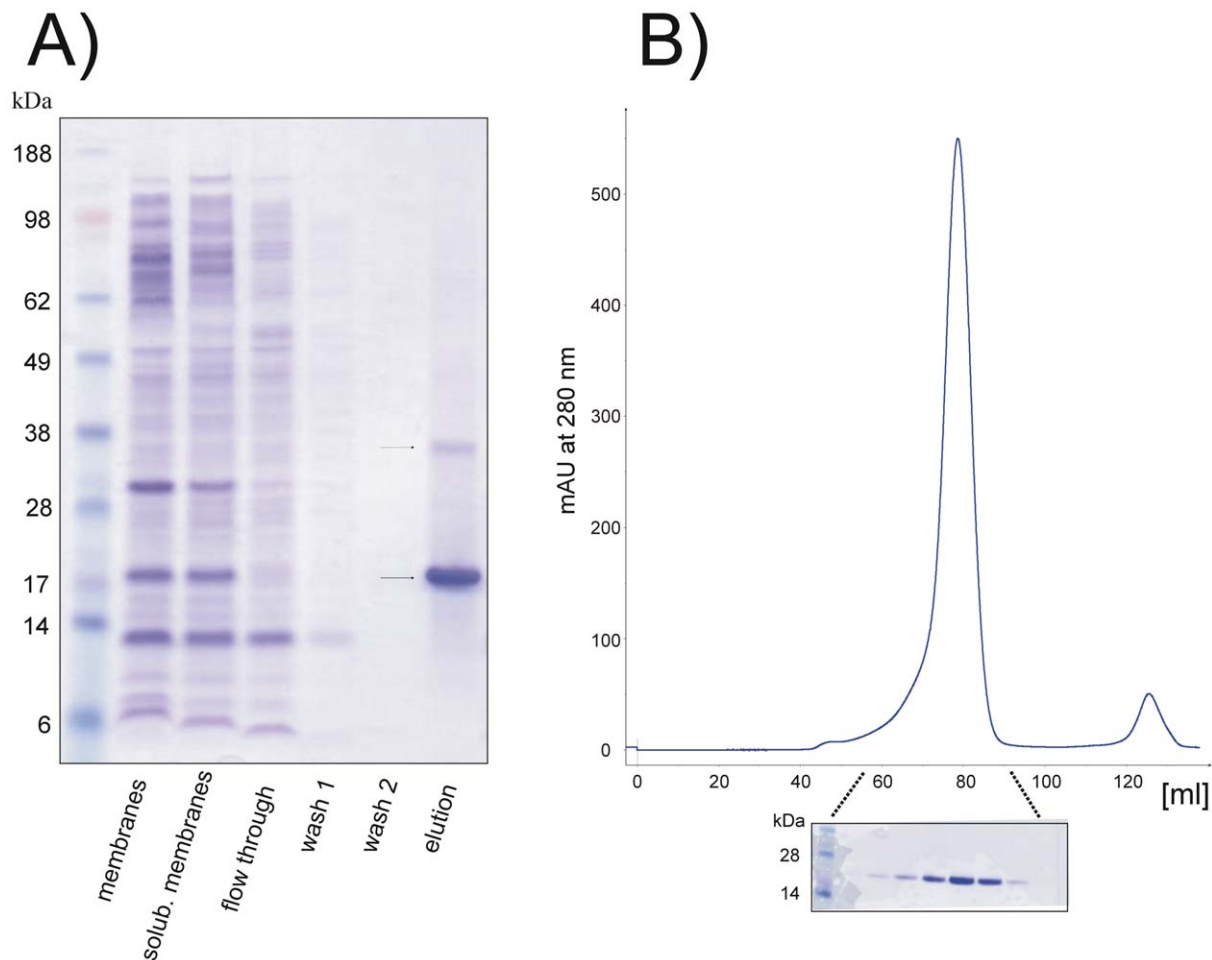 A)
kDa
188
98
62
49
38
28
17
14
6
membranes
solub. membranes
flow through
wash 1
wash 2
elution
B)
mAU at 280 nm
500
400
300
200
100
0
0 20 40 60 80 100 120 [ml]
kDa
28
14